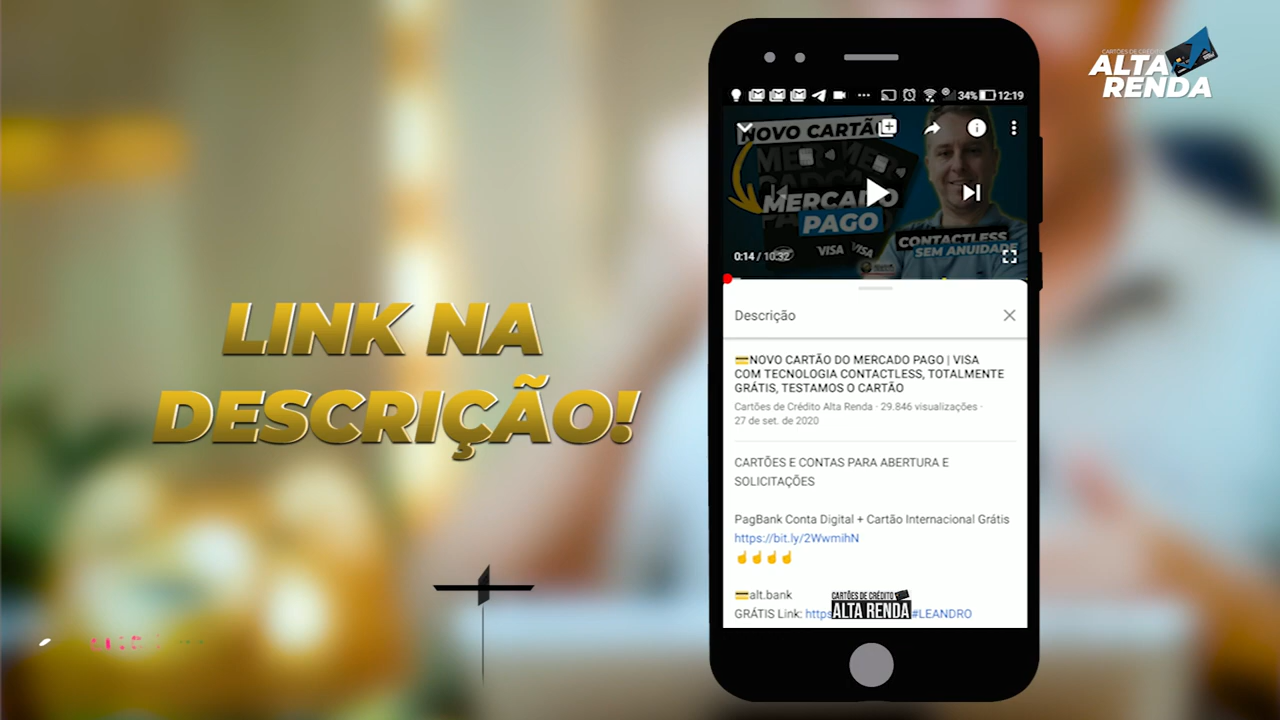 CARTÕES DE CRÉDITO
ALTA
RENDA
LINK NA
DESCRIÇÃO!
34% 12:19
NOVO CARTÃO
MERCADO
PAGO
VISA
VISA
CONTACTLESS
SEM ANUIDADE
0:14 / 10:32
Descrição
💳NOVO CARTÃO DO MERCADO PAGO | VISA
COM TECNOLOGIA CONTACTLESS, TOTALMENTE
GRÁTIS, TESTAMOS O CARTÃO
Cartões de Crédito Alta Renda · 29.846 visualizações ·
27 de set. de 2020
CARTÕES E CONTAS PARA ABERTURA E
SOLICITAÇÕES
PagBank Conta Digital + Cartão Internacional Grátis
https://bit.ly/2WwmihN
☝☝☝☝
💳alt.bank
GRÁTIS Link: https #LEANDRO
CARTÕES DE CRÉDITO
ALTA RENDA